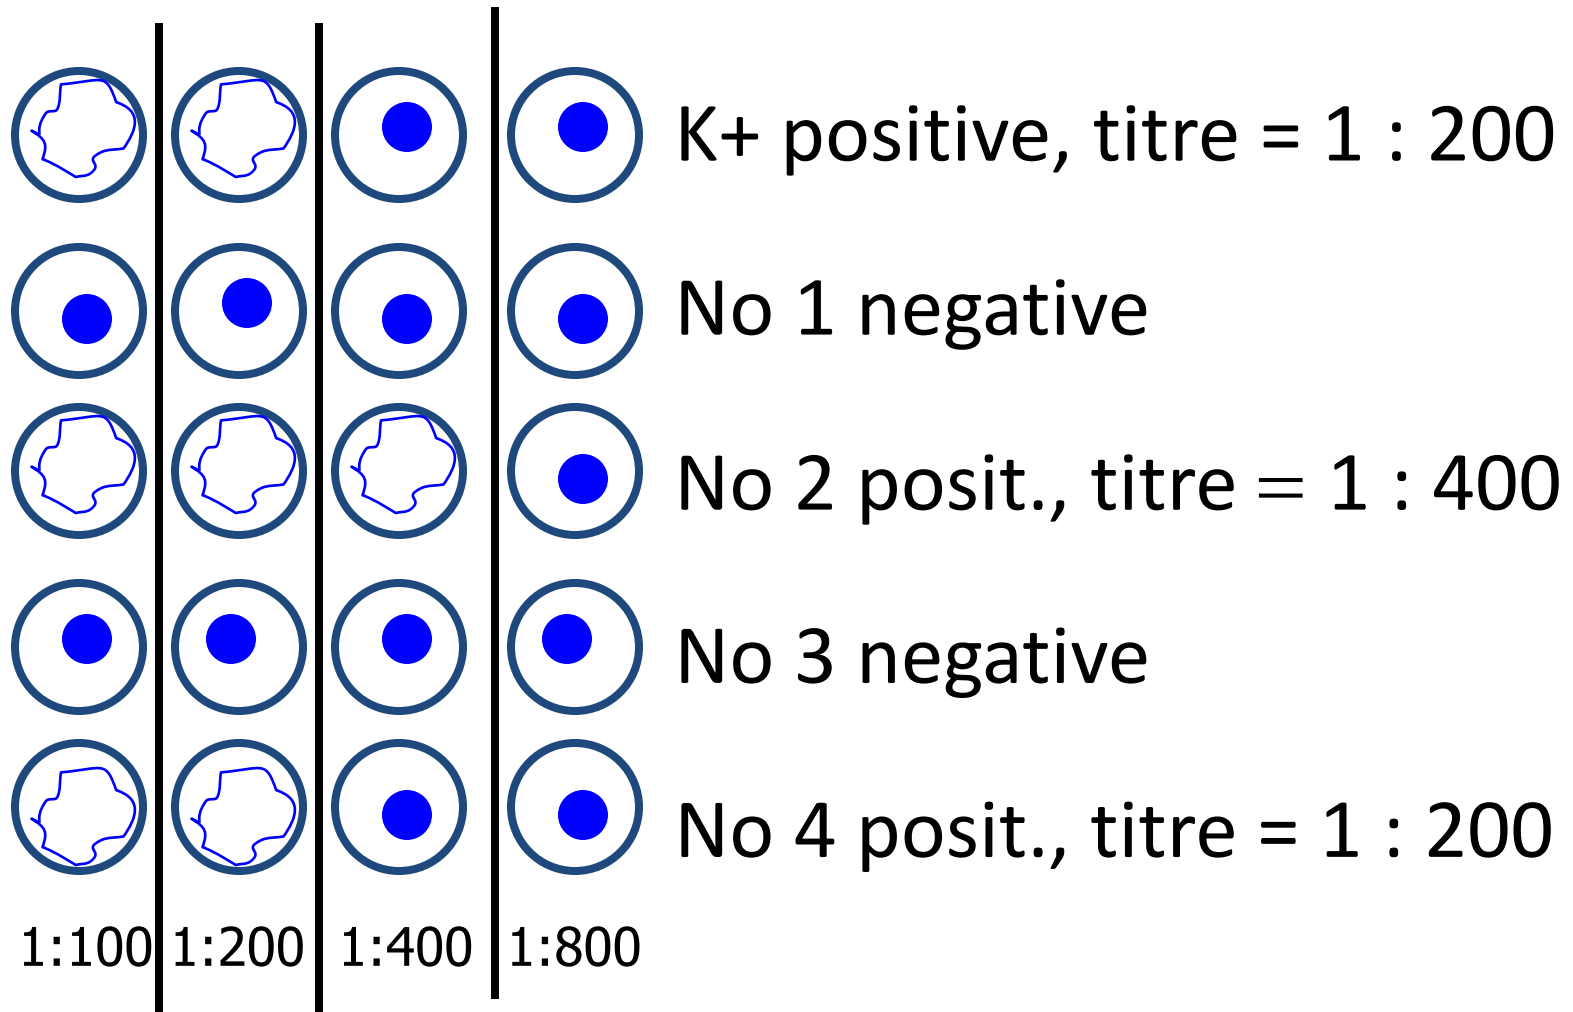 K+ positive, titre = 1 : 200
No 1 negative
No 2 posit., titre = 1 : 400
No 3 negative
No 4 posit., titre = 1 : 200
1:100 1:200 1:400 1:800